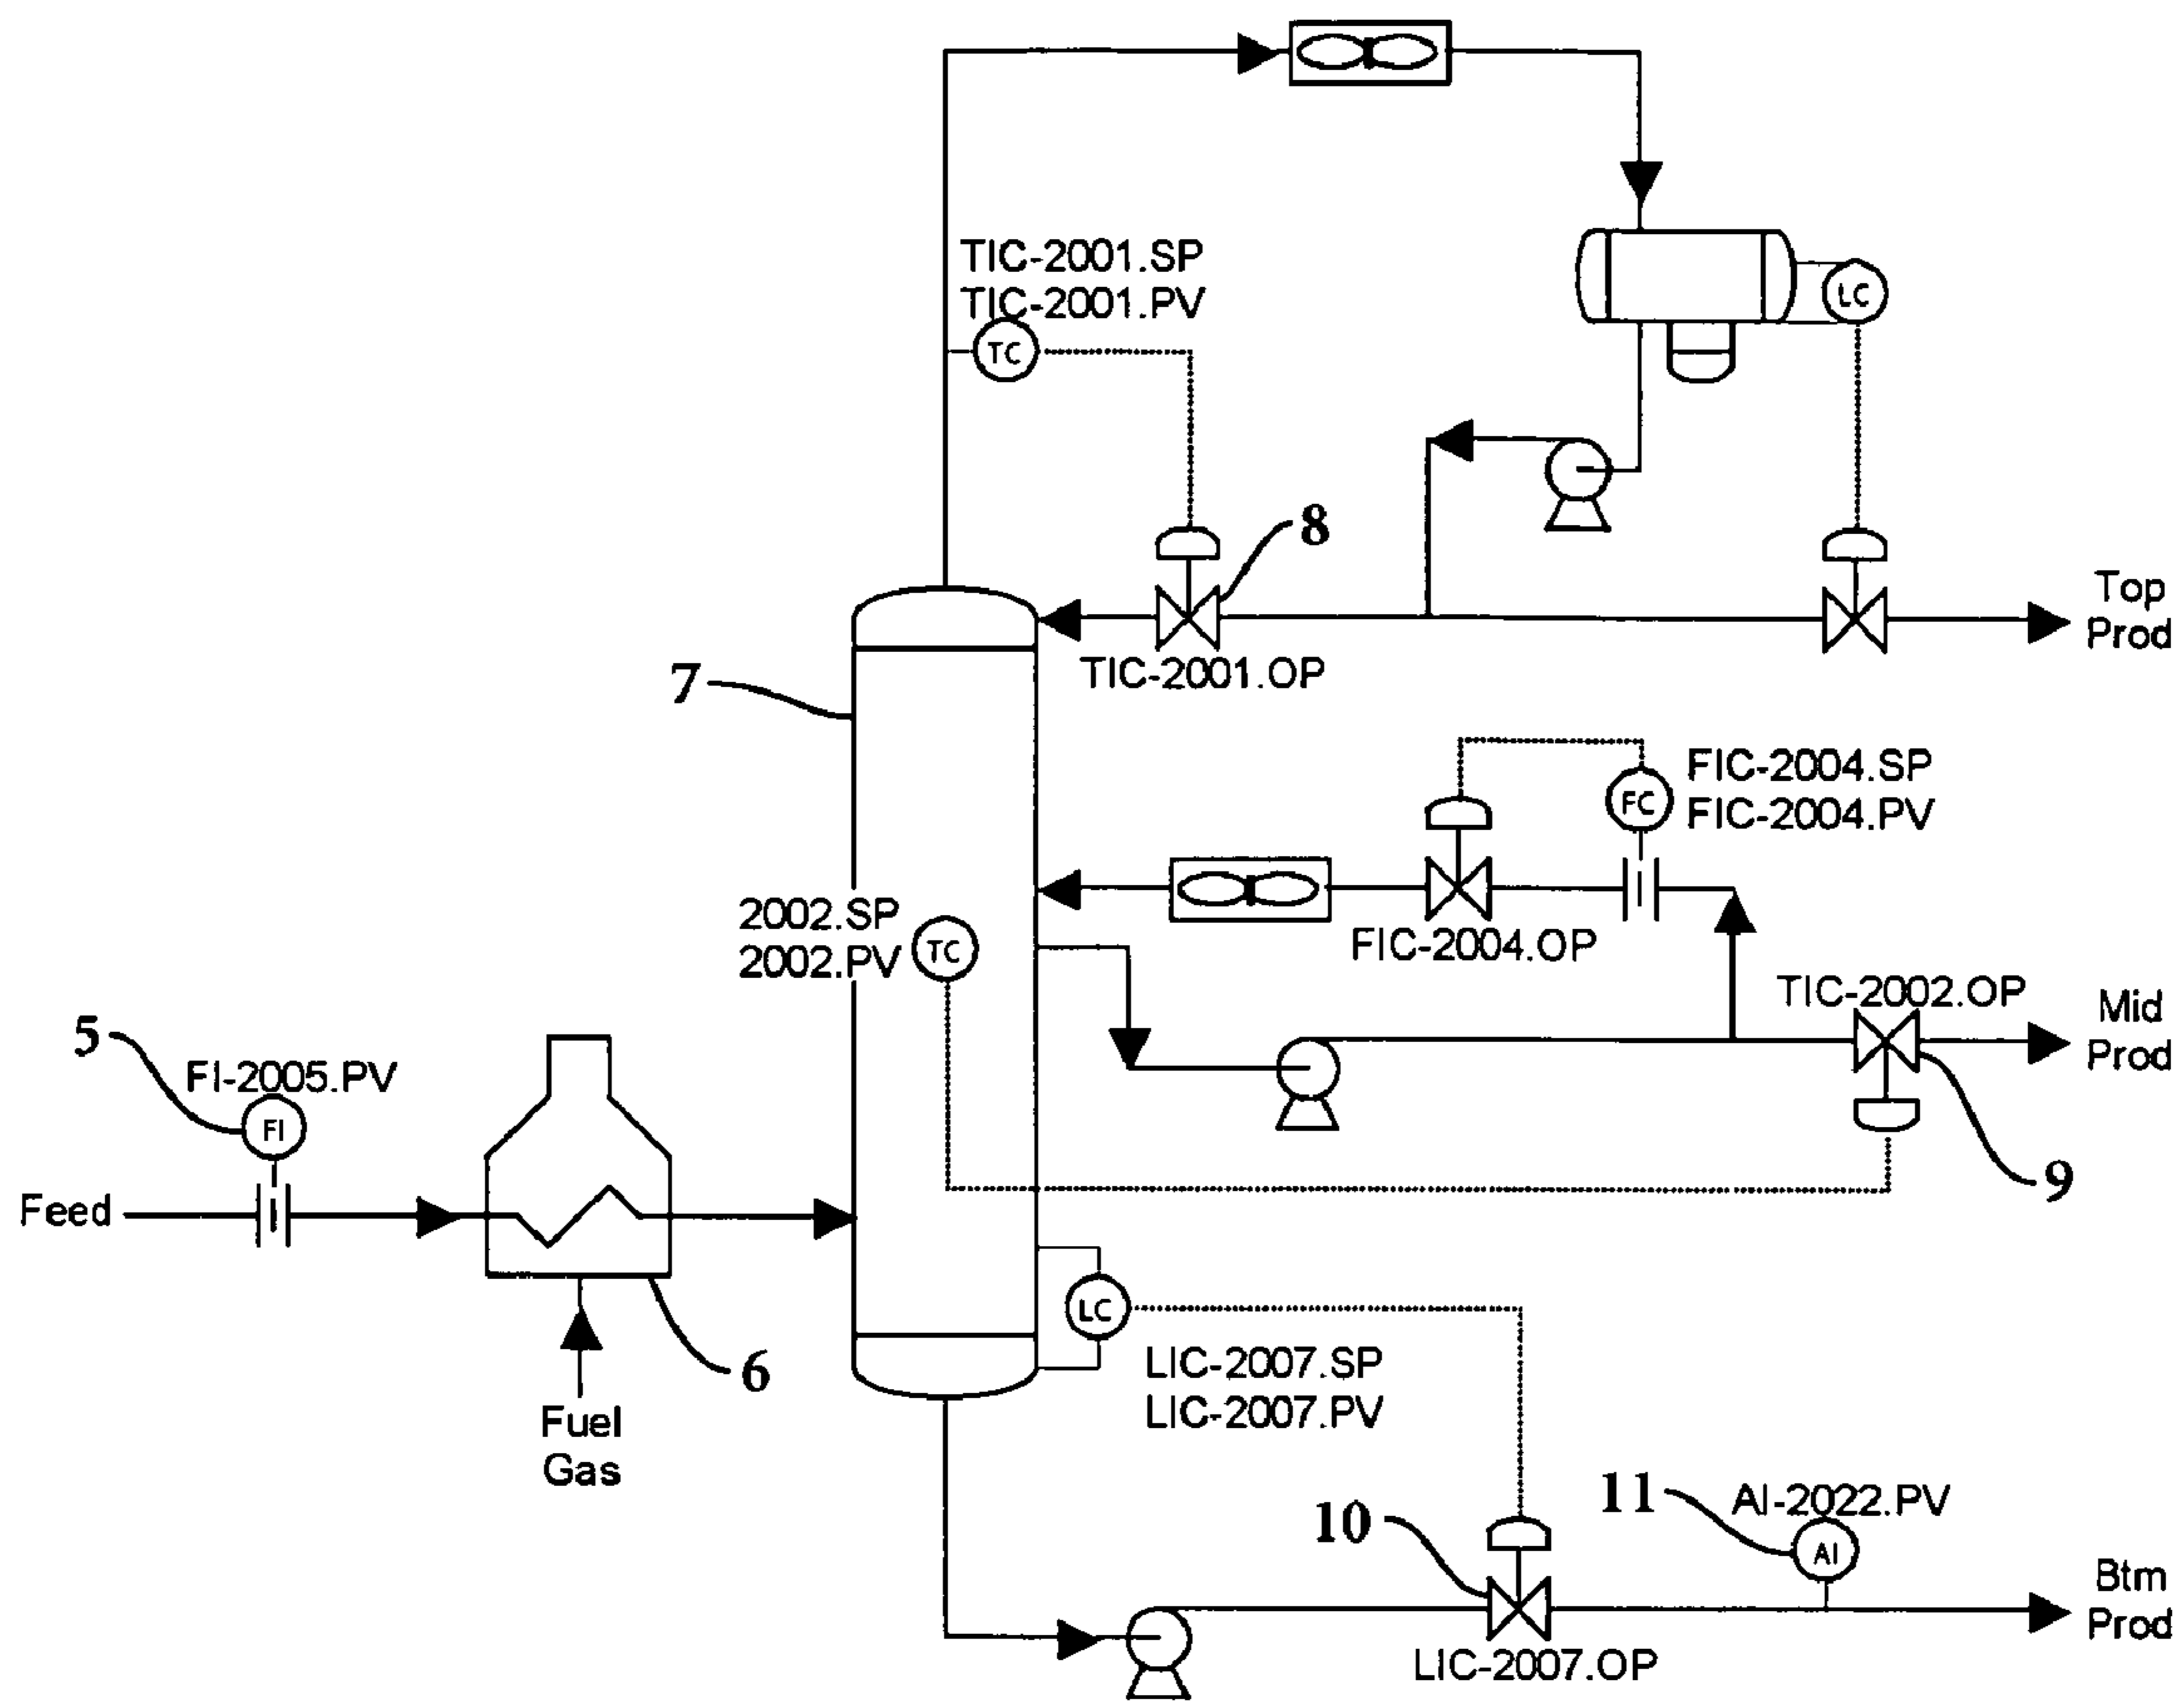 TIC-2001.SP
TIC-2001.PV
TC
LC
8
Top
Prod
TIC-2001.OP
7
FIC-2004.SP
FIC-2004.PV
FC
2002.SP
2002.PV
TC
FIC-2004.OP
TIC-2002.OP
Mid
Prod
5
FI-2005.PV
FI
9
Feed
LC
6
LIC-2007.SP
LIC-2007.PV
Fuel
Gas
10
11
AI-2022.PV
AI
Btm
Prod
LIC-2007.OP